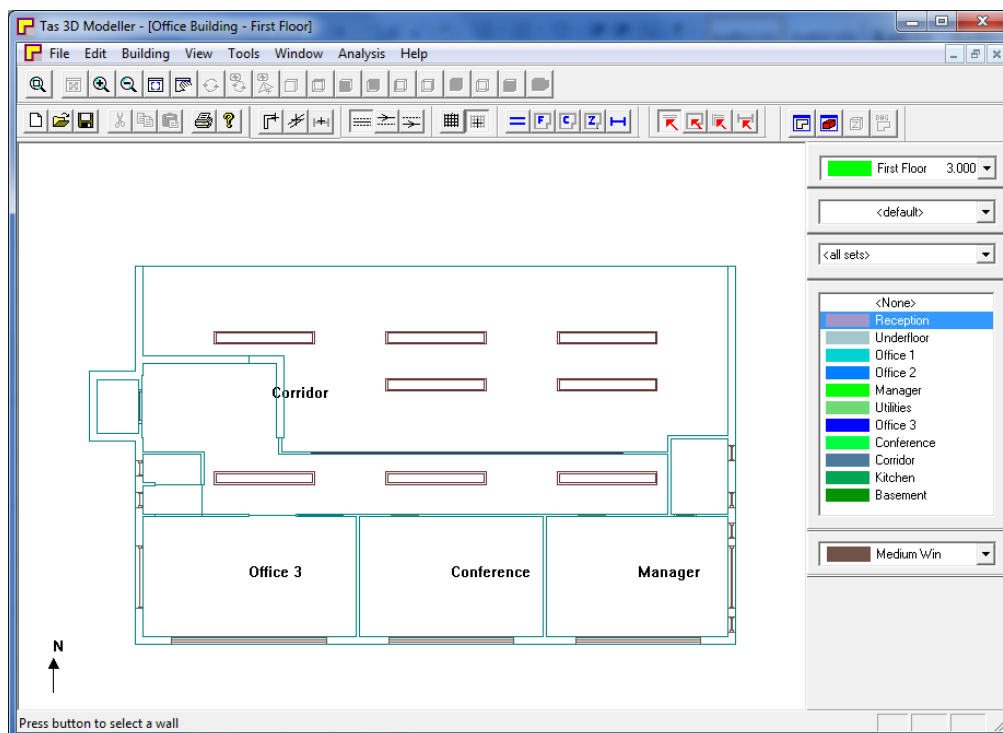 Tas 3D Modeller - [Office Building - First Floor]
File Edit Building View Tools Window Analysis Help
F C Z
Z DWG
First Floor 3.000
<default>
<all sets>
<None>
Reception
Underfloor
Office 1
Office 2
Manager
Utilities
Office 3
Conference
Corridor
Kitchen
Basement
Medium Win
Corridor
Office 3 Conference Manager
N
Press button to select a wall